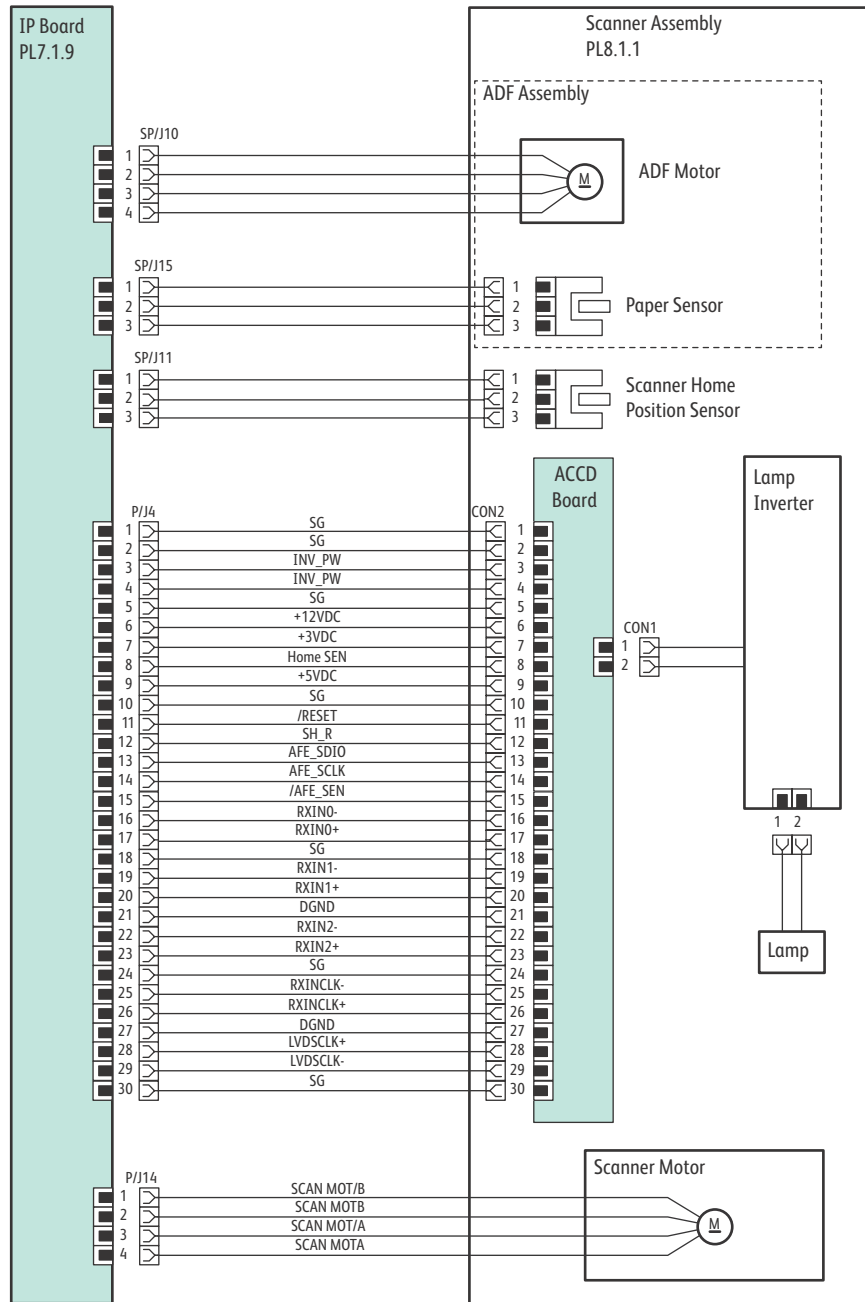 IP Board
PL7.1.9
Scanner Assembly
PL8.1.1
ADF Assembly
SP/J10
1
2
3
4
M
ADF Motor
SP/J15
1 1
2 2
3 3
Paper Sensor
SP/J11
1 1
2 2
3 3
Scanner Home
Position Sensor
ACCD
Board
Lamp
Inverter
P/J4 CON2
1 SG 1
2 SG 2
3 INV_PW 3
4 INV_PW 4
5 SG 5
6 +12VDC 6
7 +3VDC 7
8 Home SEN 8
9 +5VDC 9
10 SG 10
11 /RESET 11
12 SH_R 12
13 AFE_SDIO 13
14 AFE_SCLK 14
15 /AFE_SEN 15
16 RXIN0- 16
17 RXIN0+ 17
18 SG 18
19 RXIN1- 19
20 RXIN1+ 20
21 DGND 21
22 RXIN2- 22
23 RXIN2+ 23
24 SG 24
25 RXINCLK- 25
26 RXINCLK+ 26
27 DGND 27
28 LVDSCLK+ 28
29 LVDSCLK- 29
30 SG 30
CON1
1
2
1 2
Lamp
P/J14
1 SCAN MOT/B
2 SCAN MOTB
3 SCAN MOT/A
4 SCAN MOTA
Scanner Motor
M